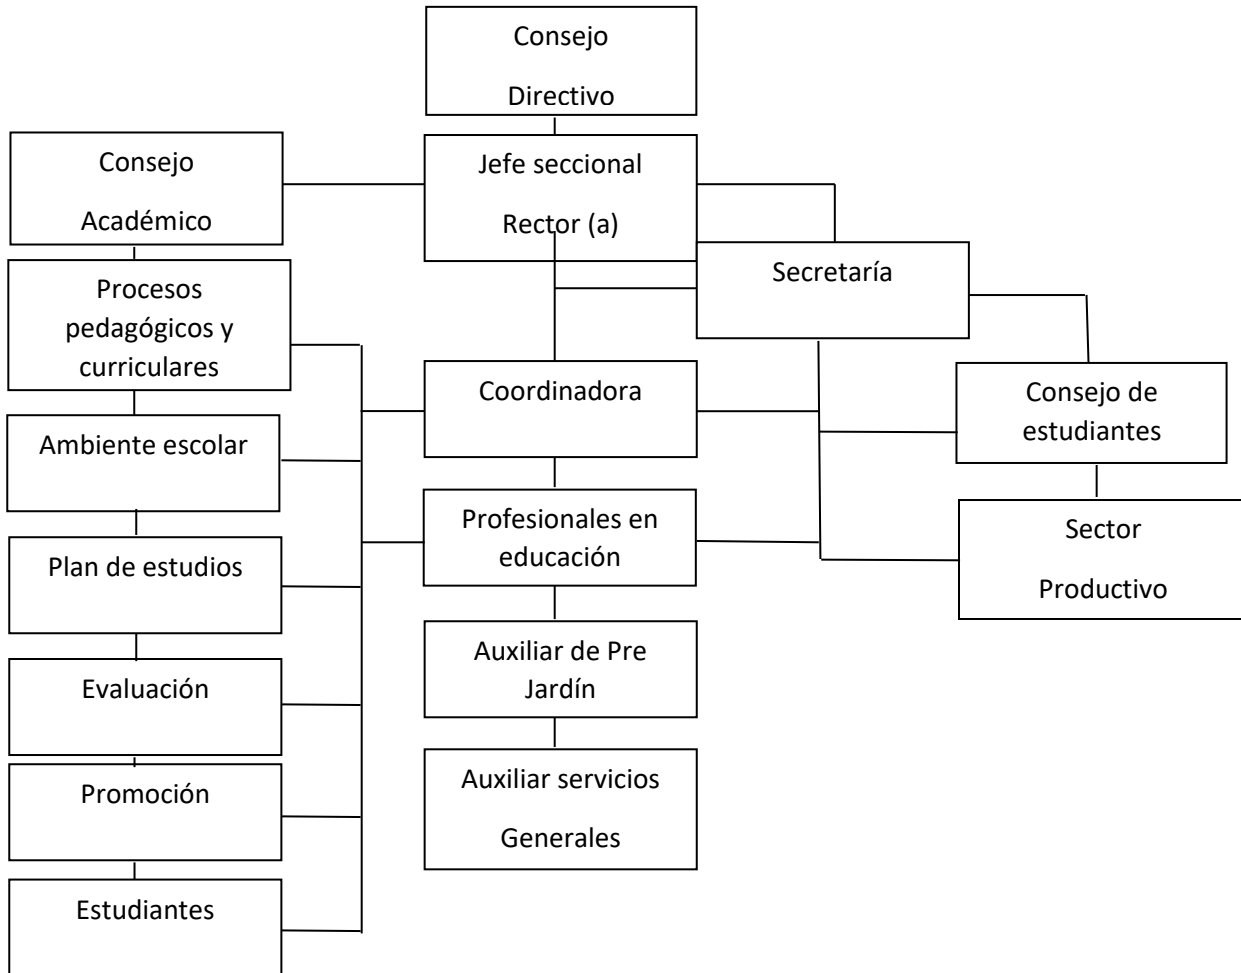 Consejo
Directivo
Consejo
Académico
Jefe seccional
Rector (a)
Secretaría
Procesos
pedagógicos y
curriculares
Coordinadora
Consejo de
estudiantes
Ambiente escolar
Profesionales en
educación
Sector
Productivo
Plan de estudios
Auxiliar de Pre
Jardín
Evaluación
Auxiliar servicios
Generales
Promoción
Estudiantes